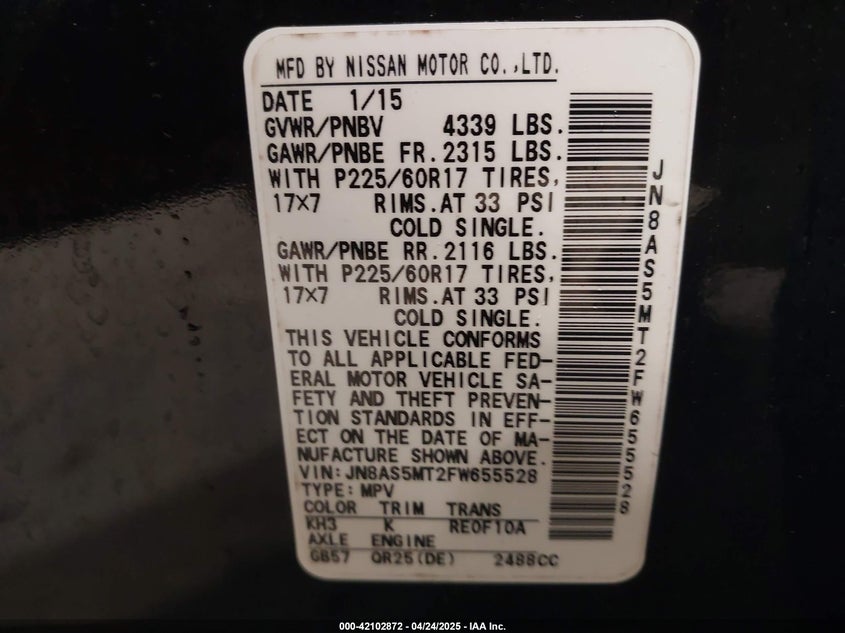 MFD BY NISSAN MOTOR CO.,LTD.
DATE 1/15
GVWR/PNBV 4339 LBS.
GAWR/PNBE FR. 2315 LBS.
WITH P225/60R17 TIRES,
17×7 RIMS.AT 33 PSI
COLD SINGLE.
GAWR/PNBE RR. 2116 LBS.
WITH P225/60R17 TIRES,
17×7 RIMS.AT 33 PSI
COLD SINGLE.
THIS VEHICLE CONFORMS
TO ALL APPLICABLE FED-
ERAL MOTOR VEHICLE SA-
FETY AND THEFT PREVEN-
TION STANDARDS IN EFF-
ECT ON THE DATE OF MA-
NUFACTURE SHOWN ABOVE.
VIN:JN8AS5MT2FW655528
TYPE:MPV
COLOR TRIM TRANS
KH3 K RE0F10A
AXLE ENGINE
GB57 QR25(DE) 2488CC
JN8AS5MT2FW655528
000-42102872 - 04/24/2025 - IAA Inc.